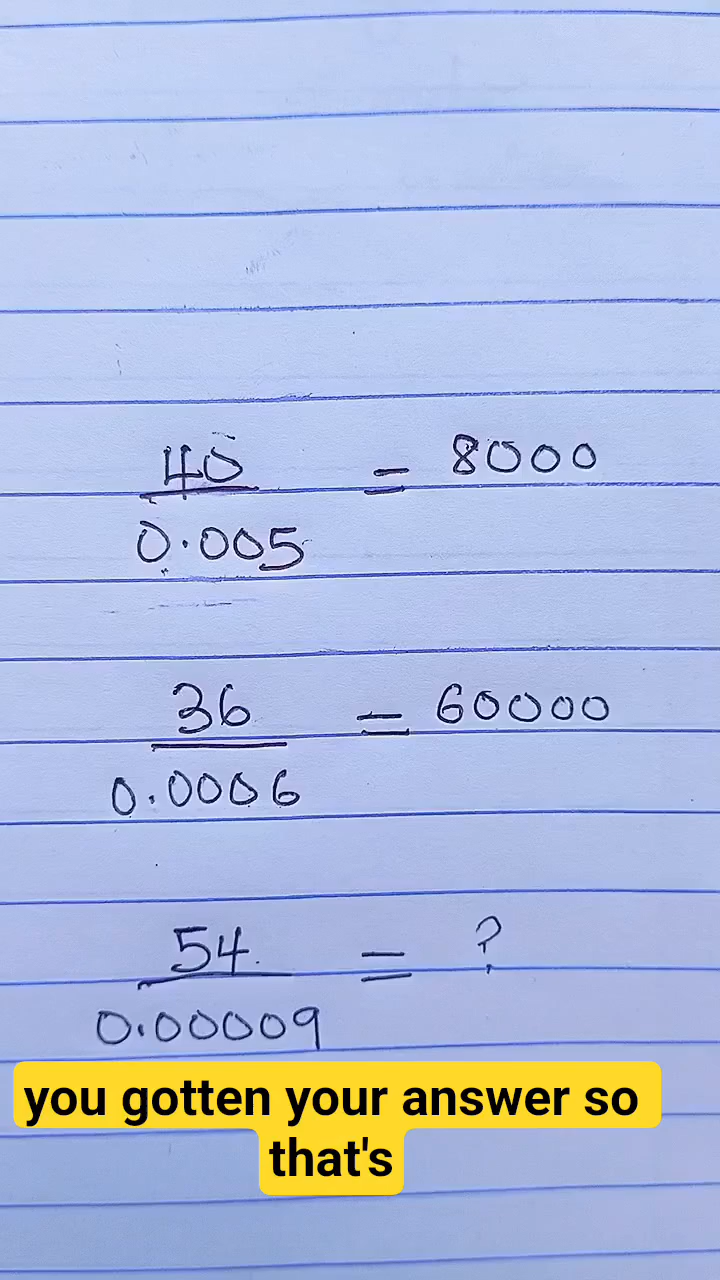 40 = 8000
0.005
36 = 60000
0.0006
54 = ?
0.00009
you gotten your answer so
that's